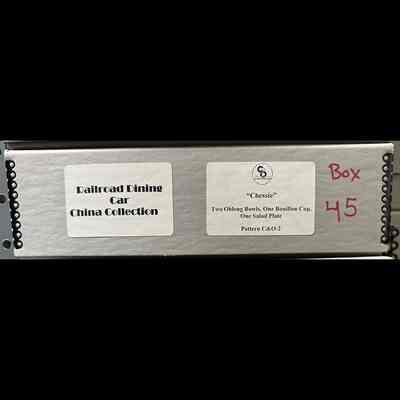 Railroad Dining
Car
China Collection
"Chessie"
Two Oblong Bowls, One Bouillon Cup,
One Salad Plate
Pattern C&O-2
Box
45